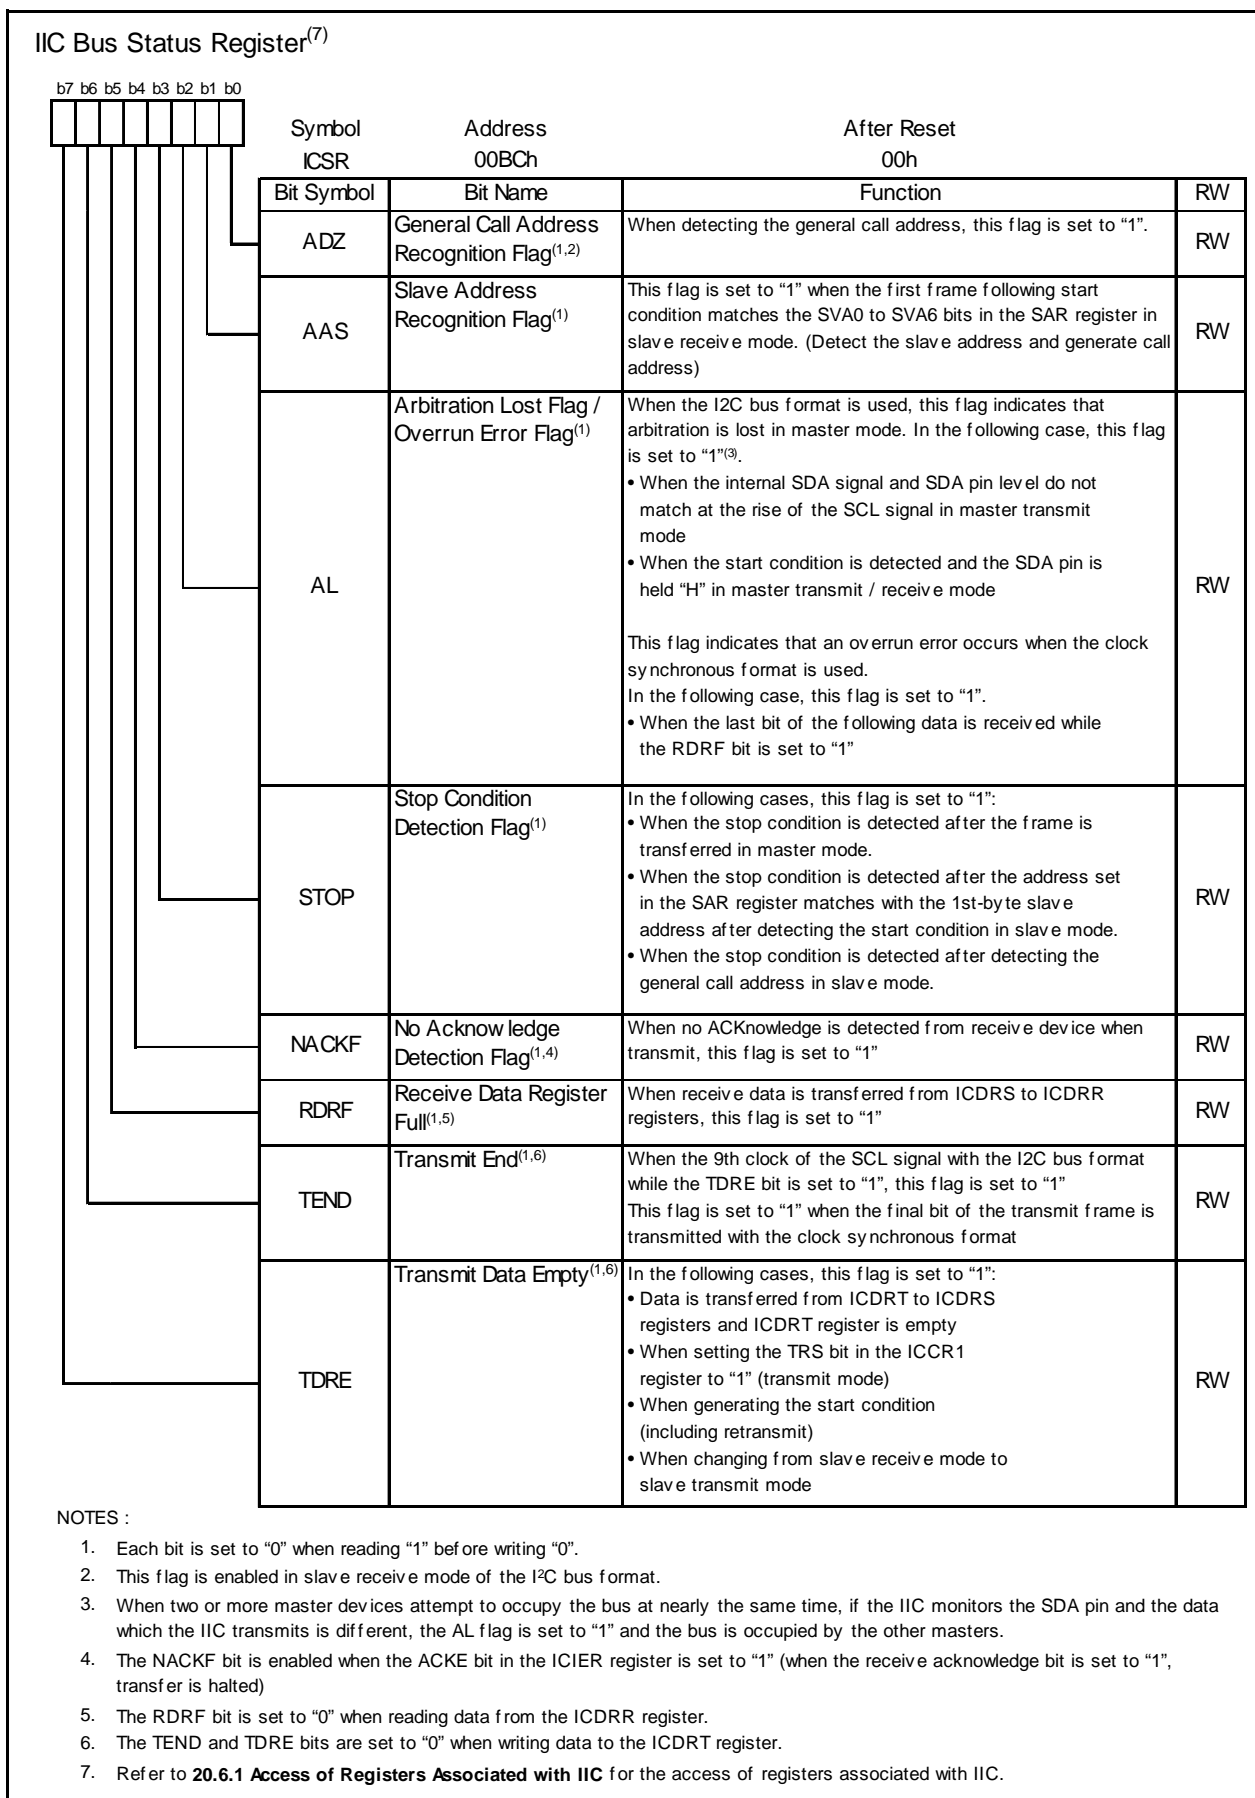 IIC Bus Status Register(7)
b7 b6 b5 b4 b3 b2 b1 b0
Symbol Address After Reset
ICSR 00BCh 00h
Bit Symbol Bit Name Function RW
ADZ
General Call Address
Recognition Flag(1,2)
When detecting the general call address, this flag is set to “1”.
RW
AAS
Slave Address
Recognition Flag(1)
This flag is set to “1” when the first frame following start
condition matches the SVA0 to SVA6 bits in the SAR register in
slave receive mode. (Detect the slave address and generate call
address)
RW
AL
Arbitration Lost Flag /
Overrun Error Flag(1)
When the I2C bus format is used, this flag indicates that
arbitration is lost in master mode. In the following case, this flag
is set to “1”(3).
• When the internal SDA signal and SDA pin level do not
match at the rise of the SCL signal in master transmit
mode
• When the start condition is detected and the SDA pin is
held “H” in master transmit / receive mode
This flag indicates that an overrun error occurs when the clock
synchronous format is used.
In the following case, this flag is set to “1”.
• When the last bit of the following data is received while
the RDRF bit is set to “1”
RW
STOP
Stop Condition
Detection Flag(1)
In the following cases, this flag is set to “1”:
• When the stop condition is detected after the frame is
transferred in master mode.
• When the stop condition is detected after the address set
in the SAR register matches with the 1st-byte slave
address after detecting the start condition in slave mode.
• When the stop condition is detected after detecting the
general call address in slave mode.
RW
NACKF
No Acknowledge
Detection Flag(1,4)
When no ACKnowledge is detected from receive device when
transmit, this flag is set to “1”
RW
RDRF
Receive Data Register
Full(1,5)
When receive data is transferred from ICDRS to ICDRR
registers, this flag is set to “1”
RW
TEND
Transmit End(1,6)
When the 9th clock of the SCL signal with the I2C bus format
while the TDRE bit is set to “1”, this flag is set to “1”
This flag is set to “1” when the final bit of the transmit frame is
transmitted with the clock synchronous format
RW
TDRE
Transmit Data Empty(1,6)
In the following cases, this flag is set to “1”:
• Data is transferred from ICDRT to ICDRS
registers and ICDRT register is empty
• When setting the TRS bit in the ICCR1
register to “1” (transmit mode)
• When generating the start condition
(including retransmit)
• When changing from slave receive mode to
slave transmit mode
RW
NOTES :
1. Each bit is set to “0” when reading “1” before writing “0”.
2. This flag is enabled in slave receive mode of the I2C bus format.
3. When two or more master devices attempt to occupy the bus at nearly the same time, if the IIC monitors the SDA pin and the data
which the IIC transmits is different, the AL flag is set to “1” and the bus is occupied by the other masters.
4. The NACKF bit is enabled when the ACKE bit in the ICIER register is set to “1” (when the receive acknowledge bit is set to “1”,
transfer is halted)
5. The RDRF bit is set to “0” when reading data from the ICDRR register.
6. The TEND and TDRE bits are set to “0” when writing data to the ICDRT register.
7. Refer to 20.6.1 Access of Registers Associated with IIC for the access of registers associated with IIC.